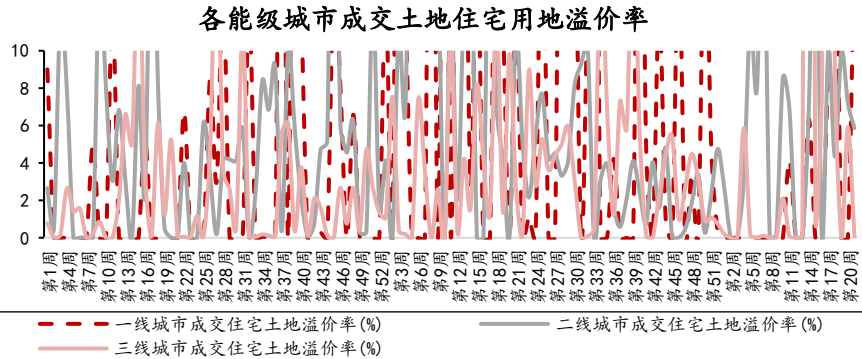 各能级城市成交土地住宅用地溢价率
10
8
6
4
2
0
第1周 第4周 第7周 第10周 第13周 第16周 第19周 第22周 第25周 第28周 第31周 第34周 第37周 第40周 第43周 第46周 第49周 第52周 第3周 第6周 第9周 第12周 第15周 第18周 第21周 第24周 第27周 第30周 第33周 第36周 第39周 第42周 第45周 第48周 第51周 第2周 第5周 第8周 第11周 第14周 第17周 第20周
一线城市成交住宅土地溢价率(%)
二线城市成交住宅土地溢价率(%)
三线城市成交住宅土地溢价率(%)